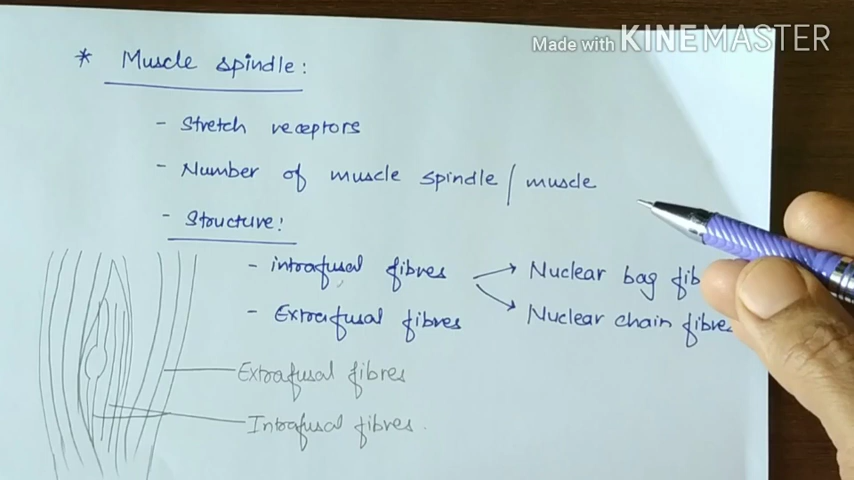 Made with KINEMASTER
* Muscle spindle:
- Stretch receptors
- Number of muscle spindle / muscle
- Structure:
- intrafusal fibres → Nuclear bag fib
→ Nuclear chain fibres
- Extrafusal fibres
Extrafusal fibres
Intrafusal fibres.